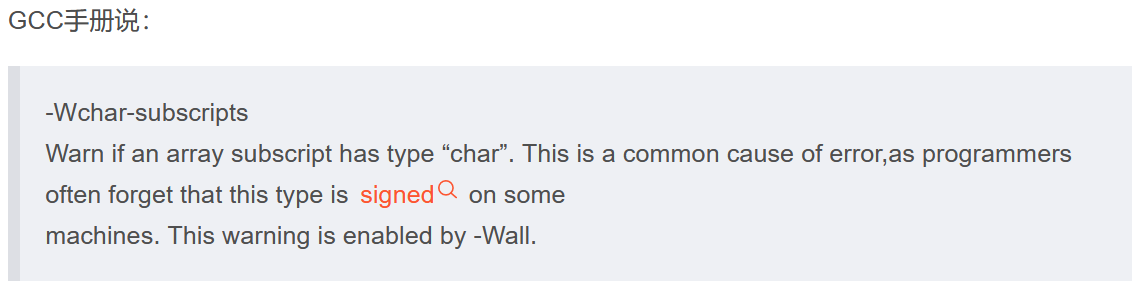 GCC手册说：
-Wchar-subscripts
Warn if an array subscript has type “char”. This is a common cause of error,as programmers
often forget that this type is signed on some
machines. This warning is enabled by -Wall.